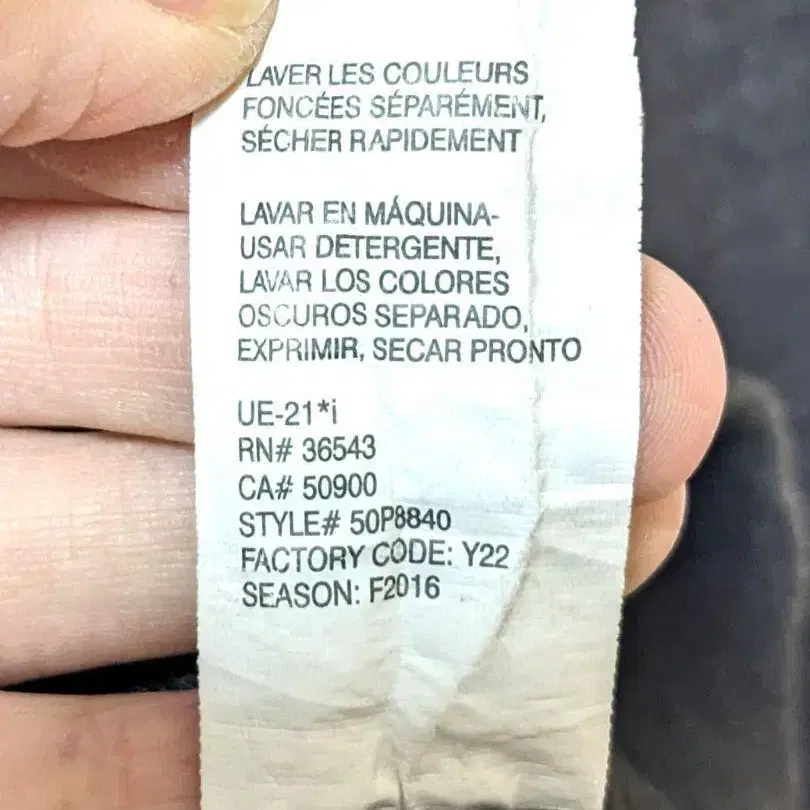 LAVER LES COULEURS
FONCÉES SÉPARÉMENT,
SÉCHER RAPIDEMENT
LAVAR EN MÁQUINA-
USAR DETERGENTE,
LAVAR LOS COLORES
OSCUROS SEPARADO,
EXPRIMIR, SECAR PRONTO
UE-21*i
RN# 36543
CA# 50900
STYLE# 50P8840
FACTORY CODE: Y22
SEASON: F2016